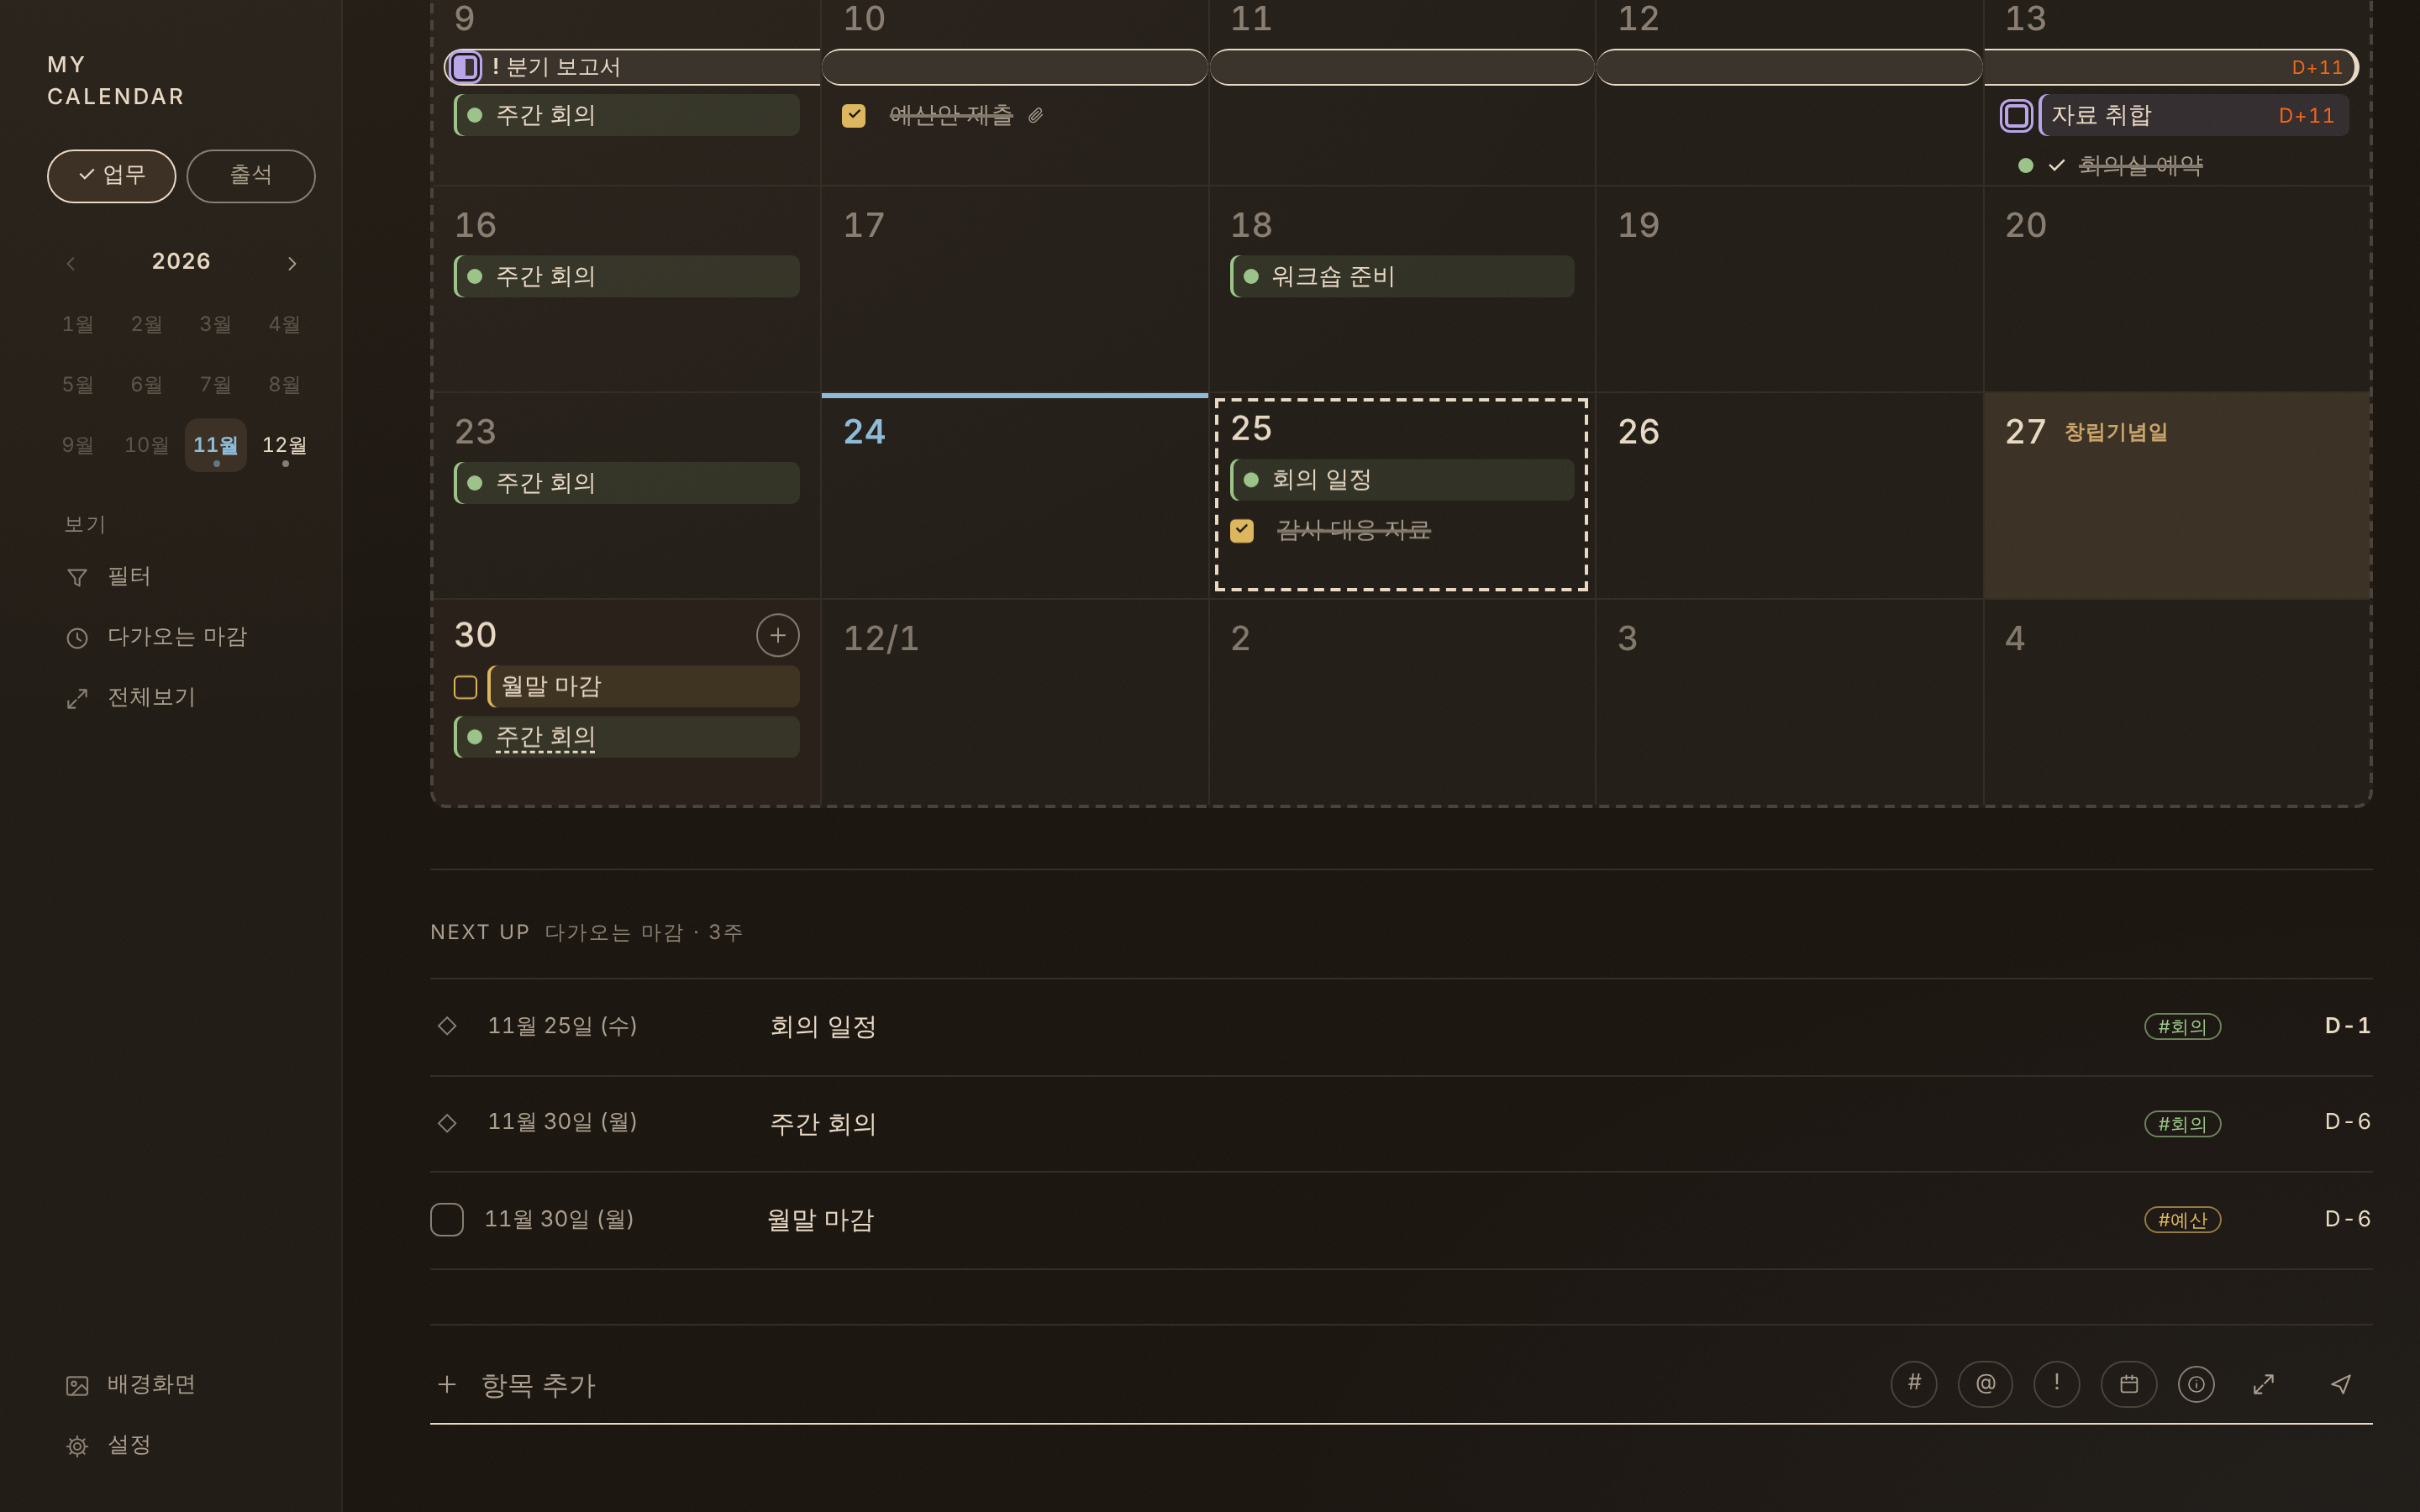 MY
CALENDAR
업무 출석
2026
1월 2월 3월 4월
5월 6월 7월 8월
9월 10월 11월 12월
보기
필터
다가오는 마감
전체보기
배경화면
설정
9 10 11 12 13
! 분기 보고서 D+11
주간 회의 예산안 제출 자료 취합 D+11
회의실 예약
16 17 18 19 20
주간 회의 워크숍 준비
23 24 25 26 27 창립기념일
주간 회의 회의 일정
감사 대응 자료
30 12/1 2 3 4
월말 마감
주간 회의
NEXT UP 다가오는 마감 · 3주
11월 25일 (수) 회의 일정 #회의 D-1
11월 30일 (월) 주간 회의 #회의 D-6
11월 30일 (월) 월말 마감 #예산 D-6
항목 추가 # @ !